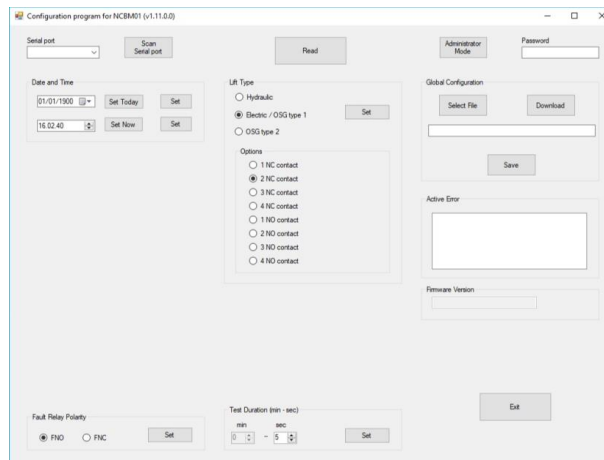 Configuration program for NCBM01 (v1.11.0.0)
Serial port
Scan
Serial port
Read
Administrator
Mode
Password
Date and Time
01/01/1900
Set Today
Set
16.02.40
Set Now
Set
Lift Type
Hydraulic
Electric / OSG type 1
Set
OSG type 2
Options
1 NC contact
2 NC contact
3 NC contact
4 NC contact
1 NO contact
2 NO contact
3 NO contact
4 NO contact
Global Configuration
Select File
Download
Save
Active Error
Firmware Version
Exit
Fault Relay Polarity
FNO
FNC
Set
Test Duration (min - sec)
min
sec
0
-
5
Set